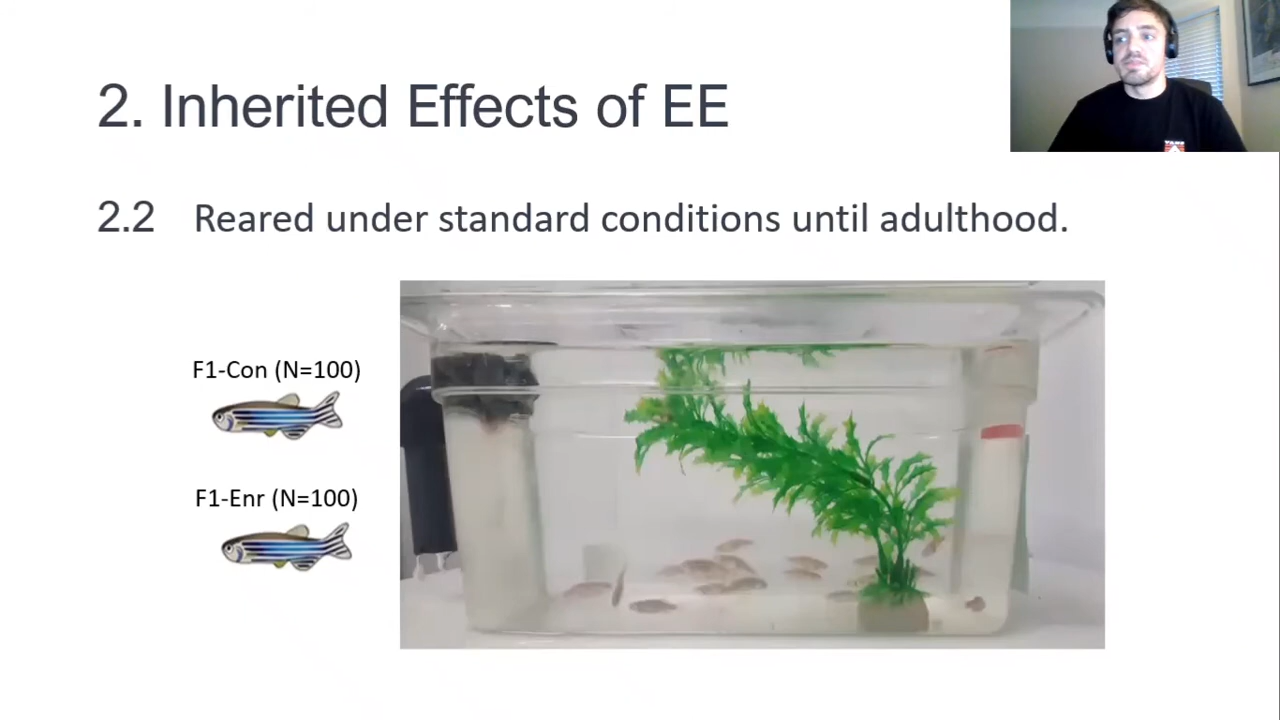 2. Inherited Effects of EE
2.2 Reared under standard conditions until adulthood.
F1-Con (N=100)
F1-Enr (N=100)